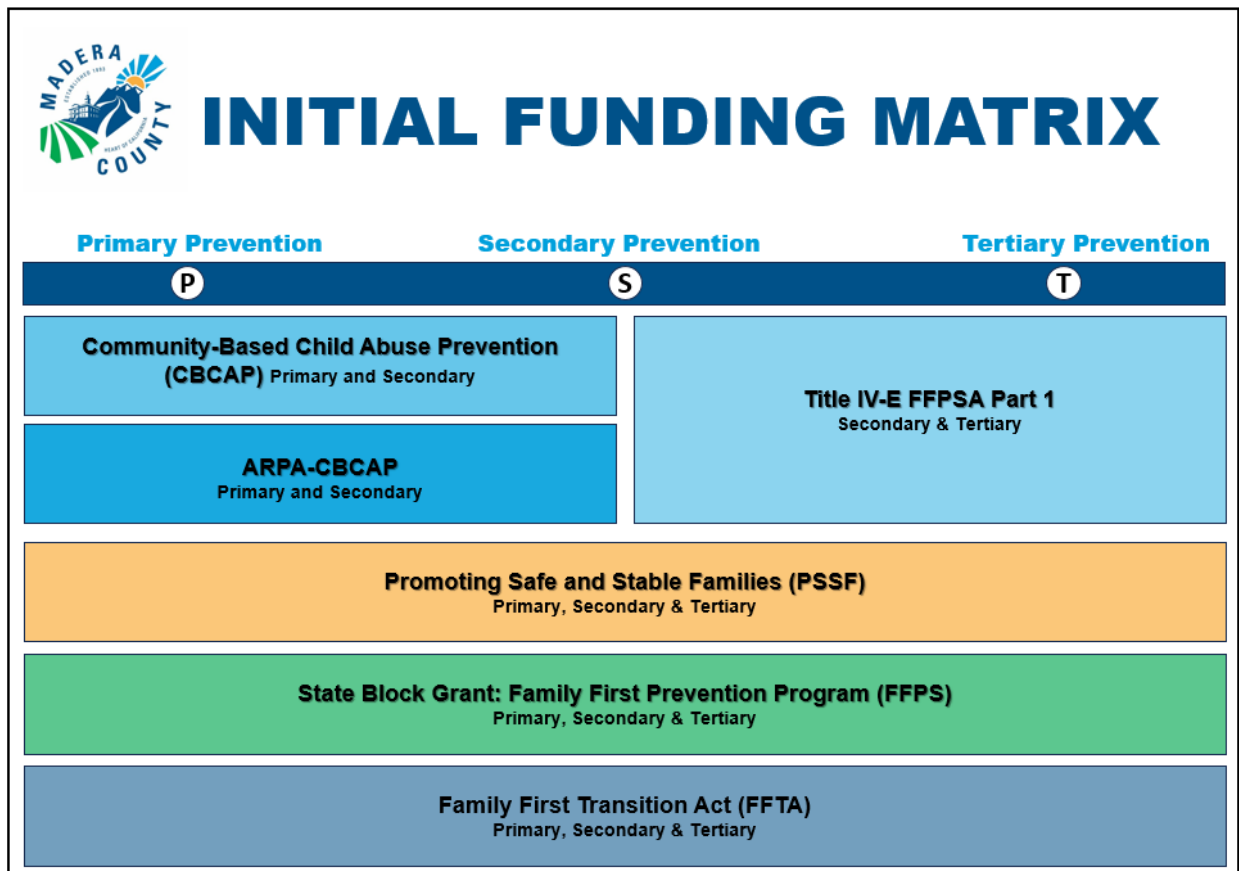 MADERA
COUNTY
ESTABLISHED 1893
HEART OF CALIFORNIA
INITIAL FUNDING MATRIX
Primary Prevention Secondary Prevention Tertiary Prevention
P S T
Community-Based Child Abuse Prevention
(CBCAP) Primary and Secondary
Title IV-E FFPSA Part 1
Secondary & Tertiary
ARPA-CBCAP
Primary and Secondary
Promoting Safe and Stable Families (PSSF)
Primary, Secondary & Tertiary
State Block Grant: Family First Prevention Program (FFPS)
Primary, Secondary & Tertiary
Family First Transition Act (FFTA)
Primary, Secondary & Tertiary